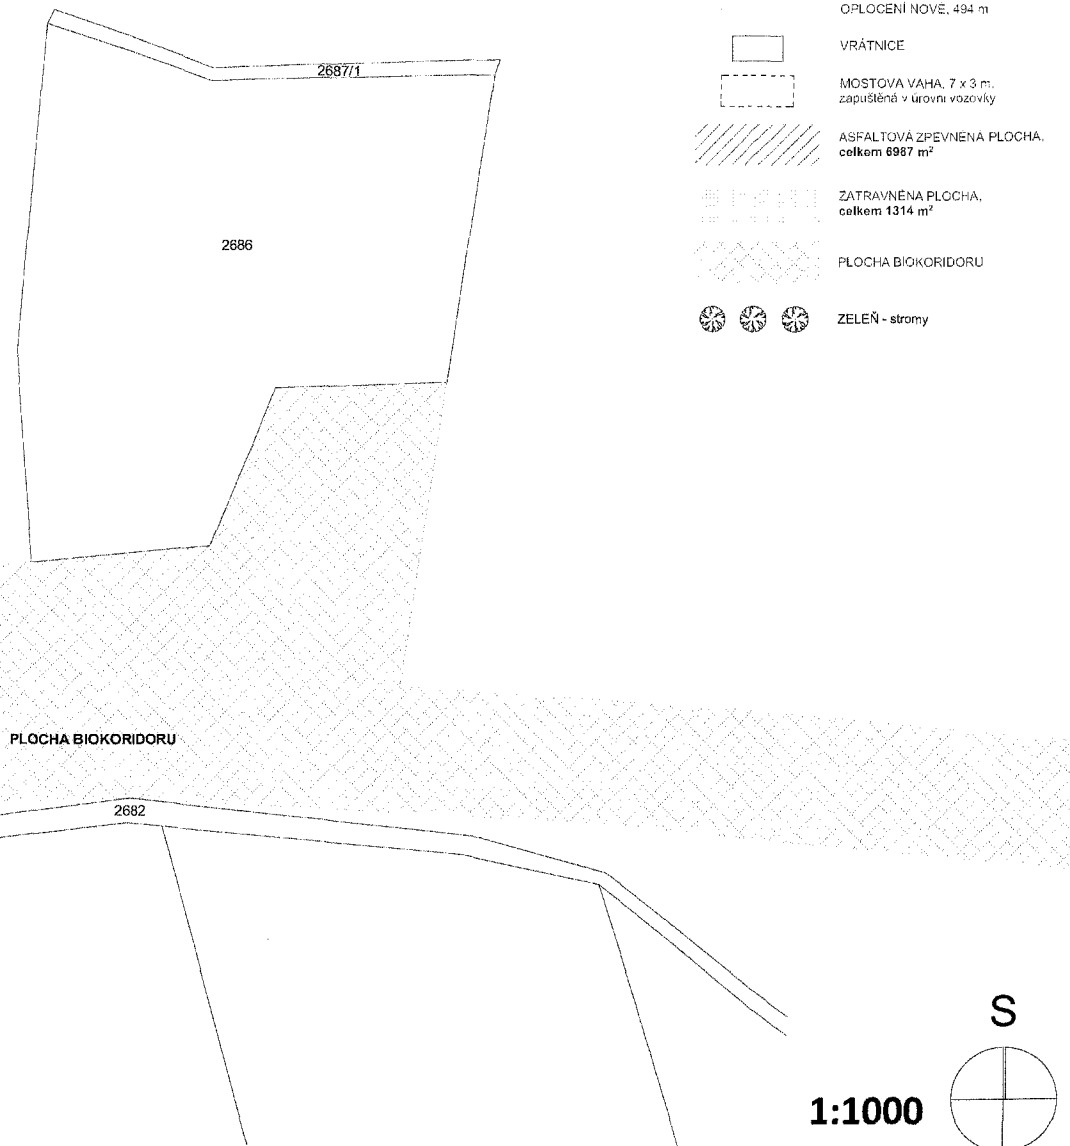 OPLOCENÍ NOVÉ, 494 m
VRÁTNICE
MOSTOVÁ VÁHA, 7 x 3 m,
zapuštěná v úrovni vozovky
ASFALTOVÁ ZPEVNĚNÁ PLOCHA,
celkem 6987 m²
ZATRAVNĚNÁ PLOCHA,
celkem 1314 m²
PLOCHA BIOKORIDORU
ZELEŇ - stromy
2687/1
2686
PLOCHA BIOKORIDORU
2682
S
1:1000